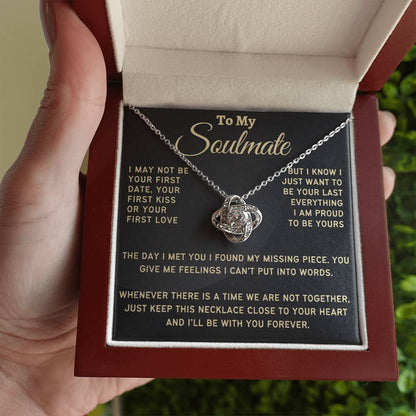 To My
Soulmate
I MAY NOT BE
YOUR FIRST
DATE, YOUR
FIRST KISS
OR YOUR
FIRST LOVE
BUT I KNOW I
JUST WANT TO
BE YOUR LAST
EVERYTHING
I AM PROUD
TO BE YOURS
THE DAY I MET YOU I FOUND MY MISSING PIECE. YOU
GIVE ME FEELINGS I CAN'T PUT INTO WORDS.
WHENEVER THERE IS A TIME WE ARE NOT TOGETHER,
JUST KEEP THIS NECKLACE CLOSE TO YOUR HEART
AND I'LL BE WITH YOU FOREVER.